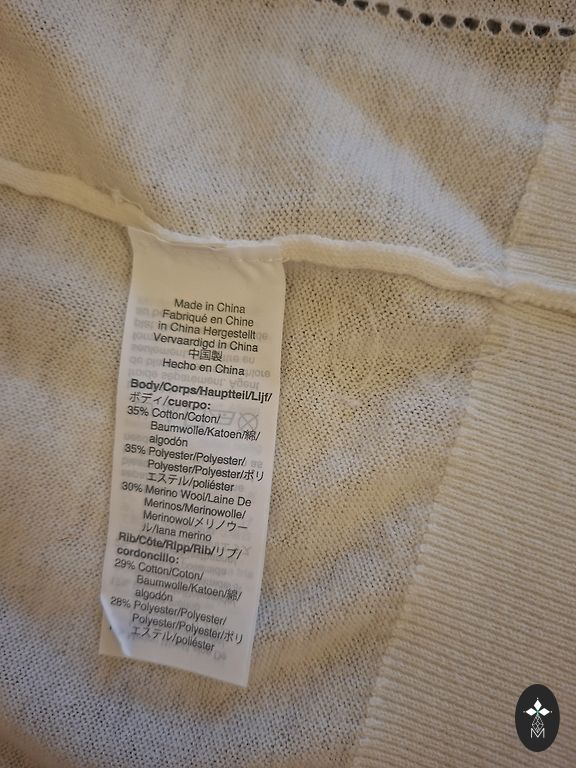 Made in China
Fabriqué en Chine
in China Hergestellt
Vervaardigd in China
中国製
Hecho en China
Body/Corps/Hauptteil/Lijf/
ボディ/cuerpo:
35% Cotton/Coton/
Baumwolle/Katoen/綿/
algodón
35% Polyester/Polyester/
Polyester/Polyester/ポリ
エステル/poliéster
30% Merino Wool/Laine De
Merinos/Merinowolle/
Merinowol/メリノウー
ル/lana merino
Rib/Côte/Ripp/Rib/リブ/
cordoncillo:
29% Cotton/Coton/
Baumwolle/Katoen/綿/
algodón
28% Polyester/Polyester/
Polyester/Polyester/ポリ
エステル/poliéster
M